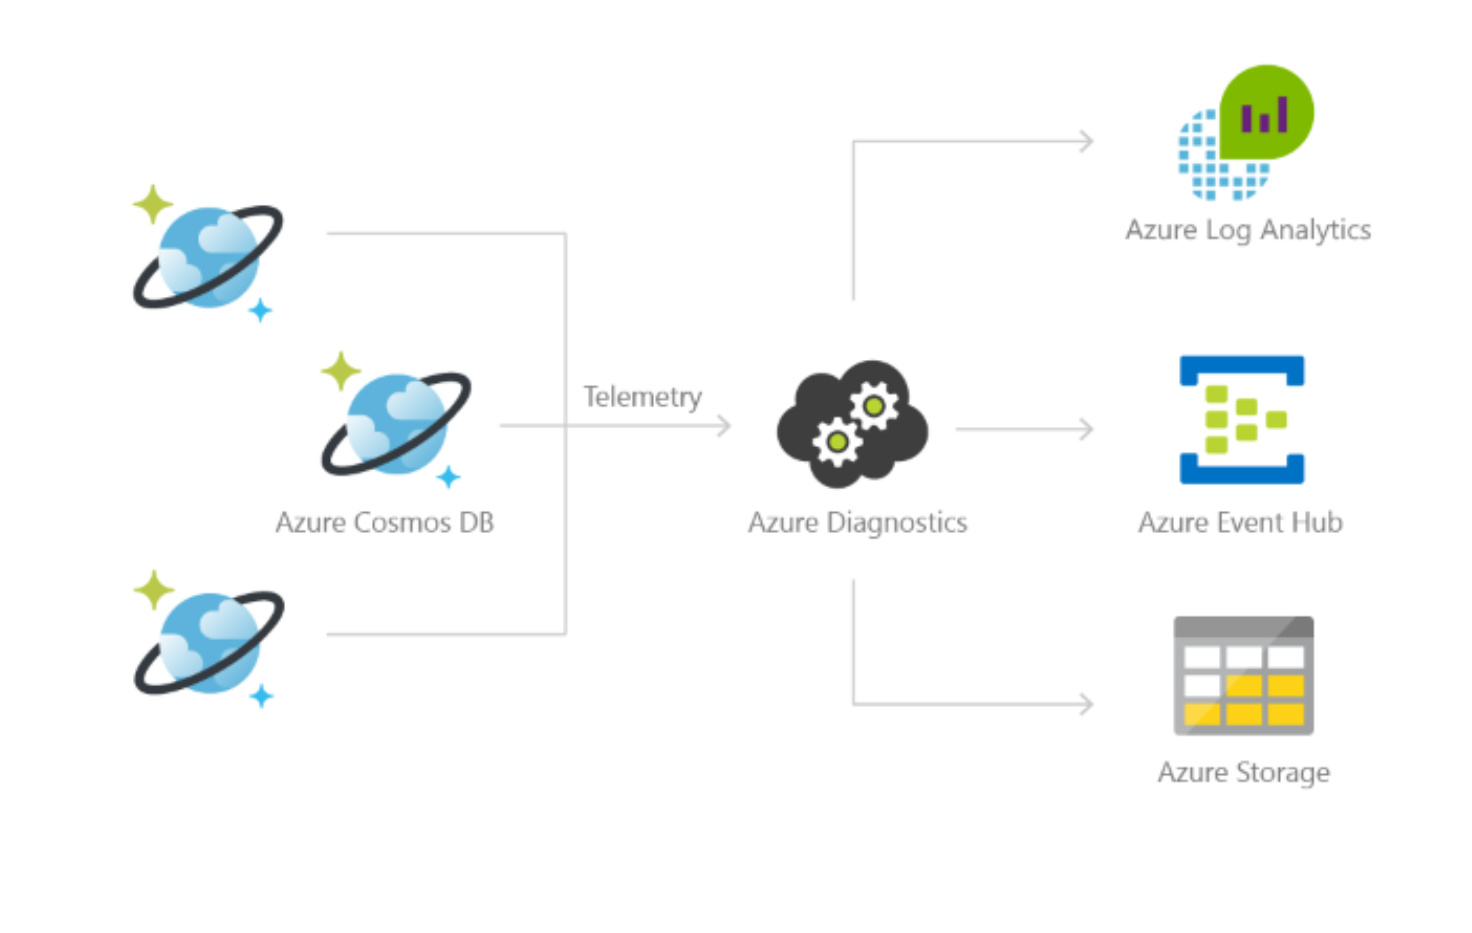 Azure Log Analytics
Telemetry
Azure Cosmos DB
Azure Diagnostics
Azure Event Hub
Azure Storage